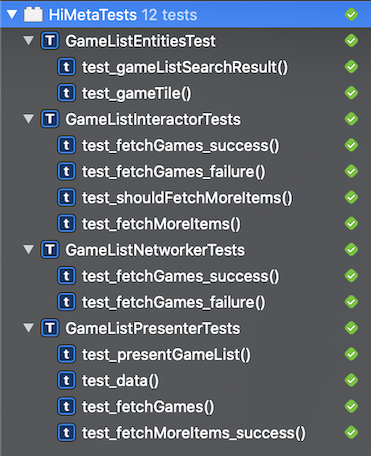 HiMetaTests 12 tests
T GameListEntitiesTest
t test_gameListSearchResult()
t test_gameTile()
T GameListInteractorTests
t test_fetchGames_success()
t test_fetchGames_failure()
t test_shouldFetchMoreItems()
t test_fetchMoreItems()
T GameListNetworkerTests
t test_fetchGames_success()
t test_fetchGames_failure()
T GameListPresenterTests
t test_presentGameList()
t test_data()
t test_fetchGames()
t test_fetchMoreItems_success()